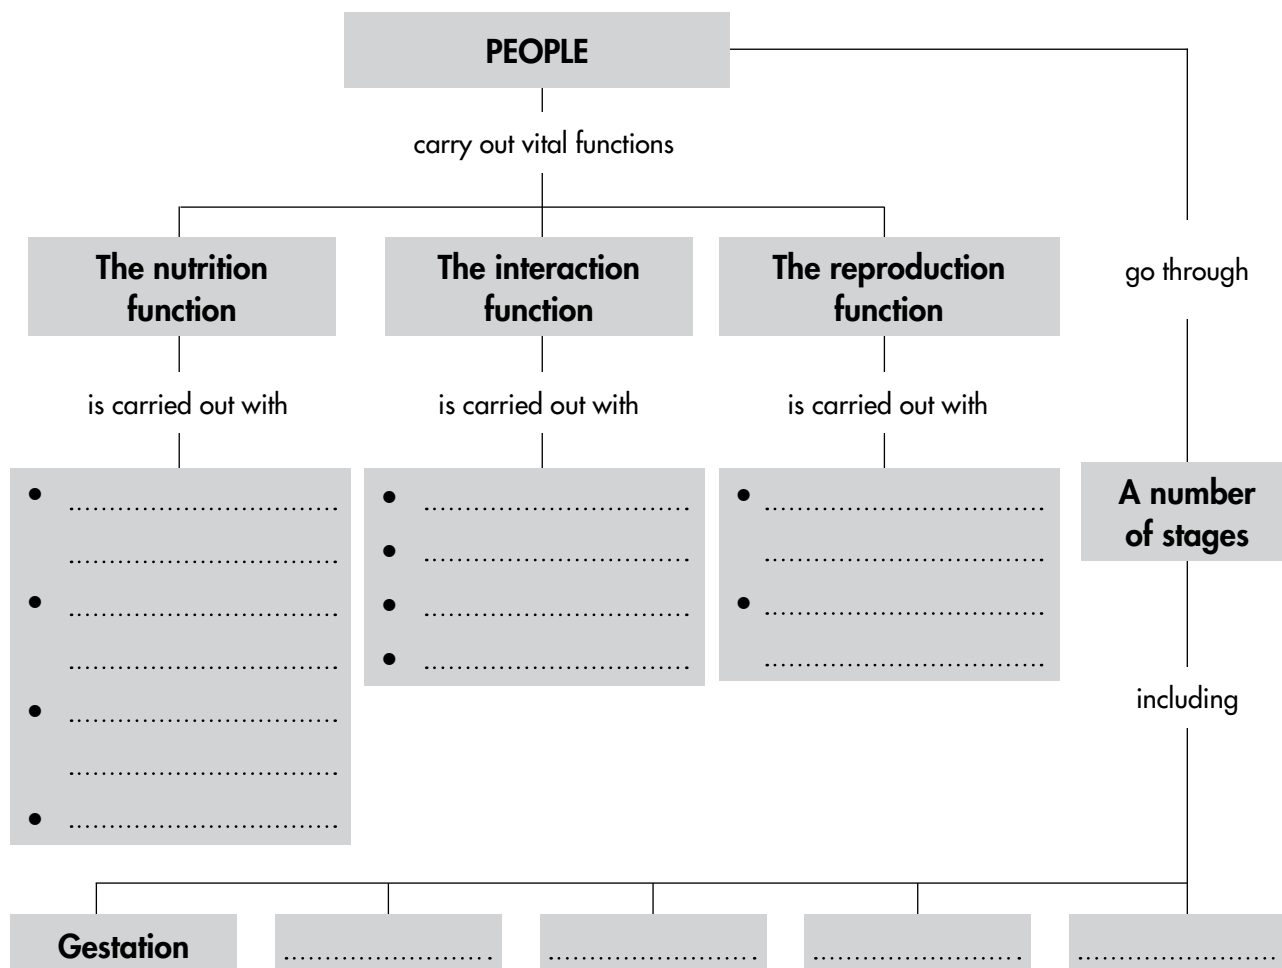 PEOPLE
carry out vital functions
The nutrition
function
The interaction
function
The reproduction
function
go through
is carried out with
is carried out with
is carried out with
A number
of stages
including
Gestation